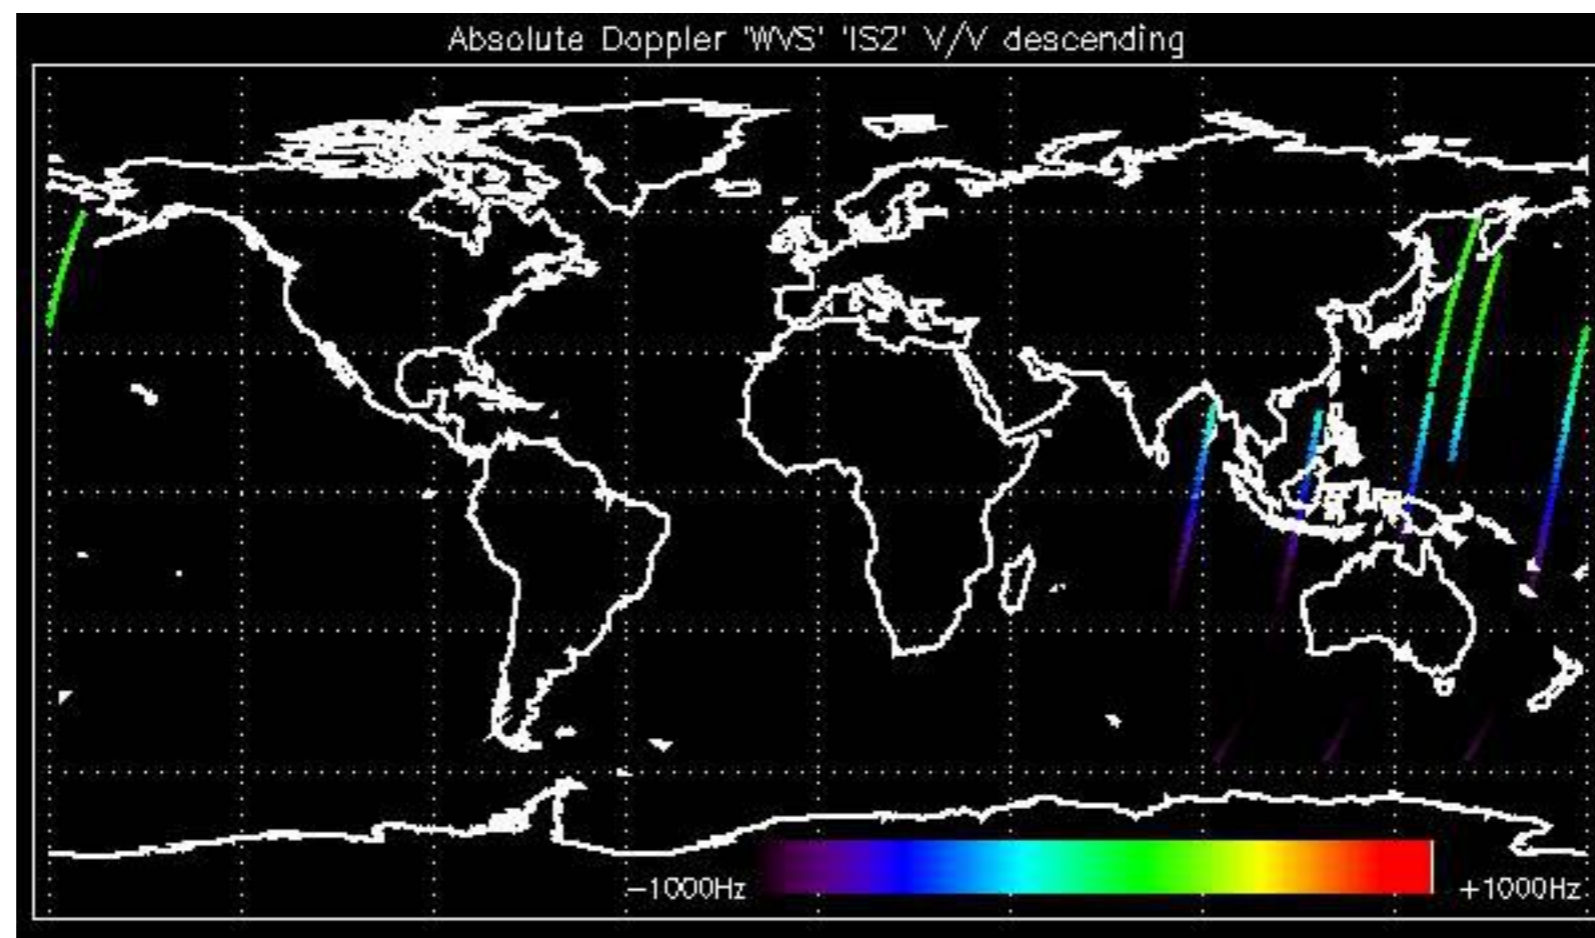 Absolute Doppler 'WVS' 'IS2' V/V descending
−1000Hz
+1000Hz